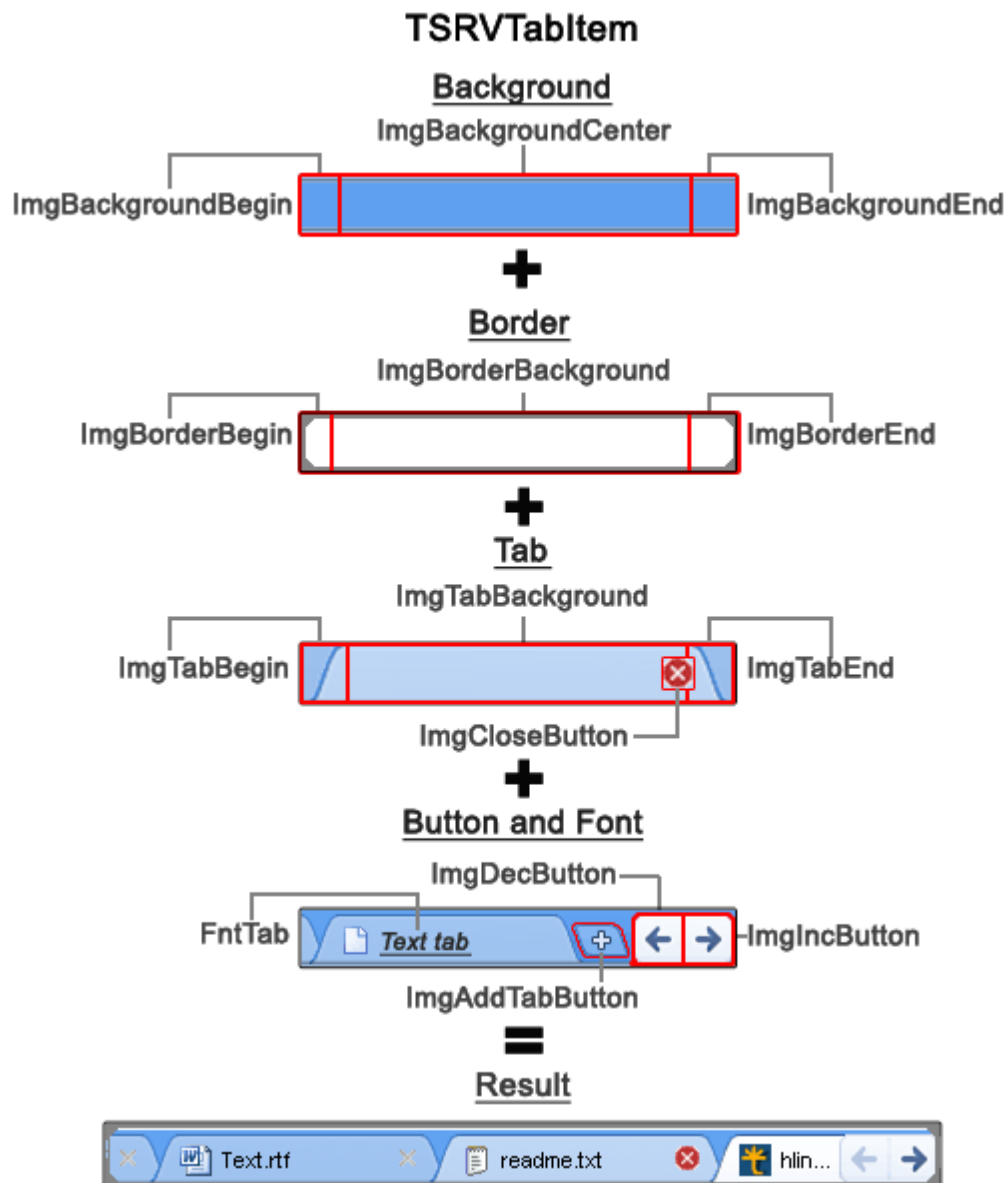 TSRVTabItem
Background
ImgBackgroundCenter
ImgBackgroundBegin
ImgBackgroundEnd
Border
ImgBorderBackground
ImgBorderBegin
ImgBorderEnd
Tab
ImgTabBackground
ImgTabBegin
ImgTabEnd
ImgCloseButton
Button and Font
ImgDecButton
FntTab
Text tab
ImgIncButton
ImgAddTabButton
Result
Text.rtf
readme.txt
hlin...